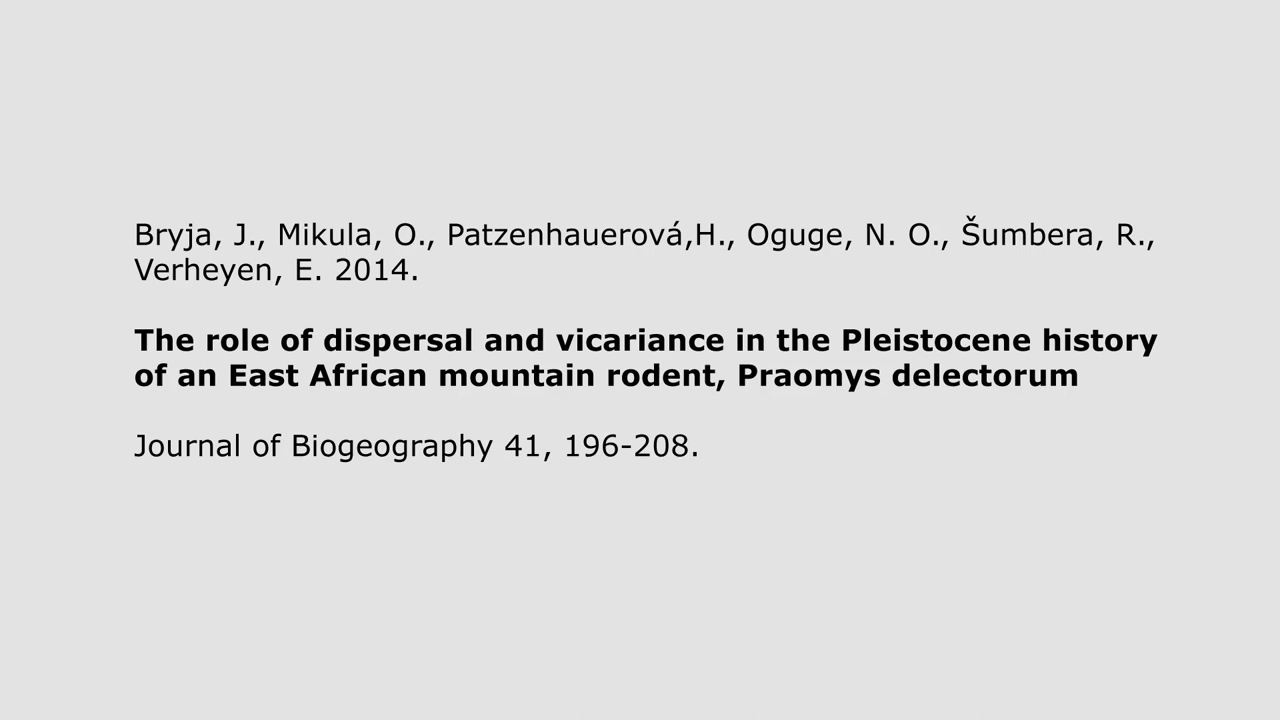 Bryja, J., Mikula, O., Patzenhauerová,H., Oguge, N. O., Šumbera, R.,
Verheyen, E. 2014.
The role of dispersal and vicariance in the Pleistocene history
of an East African mountain rodent, Praomys delectorum
Journal of Biogeography 41, 196-208.